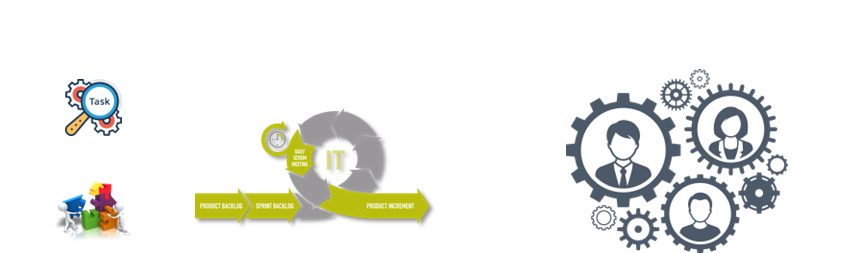 Task
DAILY
SCRUM
MEETING
IT
PRODUCT BACKLOG
SPRINT BACKLOG
PRODUCT INCREMENT